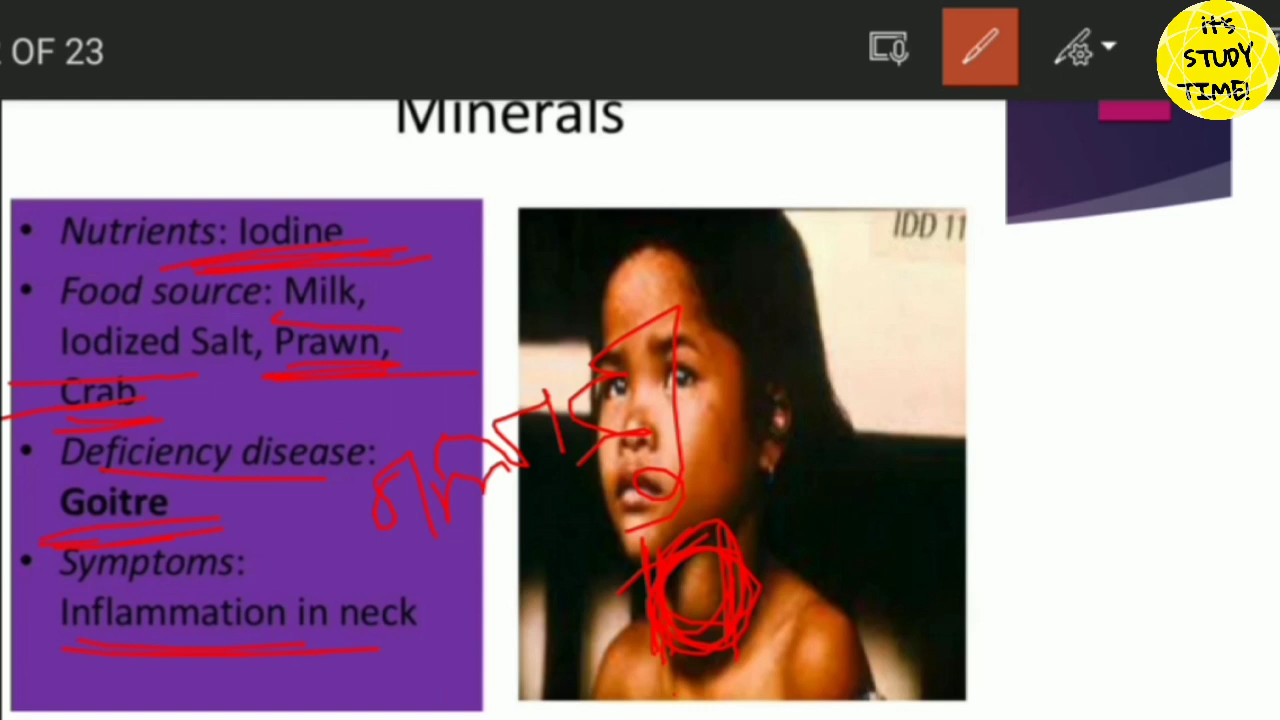 OF 23
iT'S
STUDY
TIME!
Minerals
• Nutrients: Iodine
• Food source: Milk,
Iodized Salt, Prawn,
Crab
• Deficiency disease:
Goitre
• Symptoms:
Inflammation in neck
IDD 11